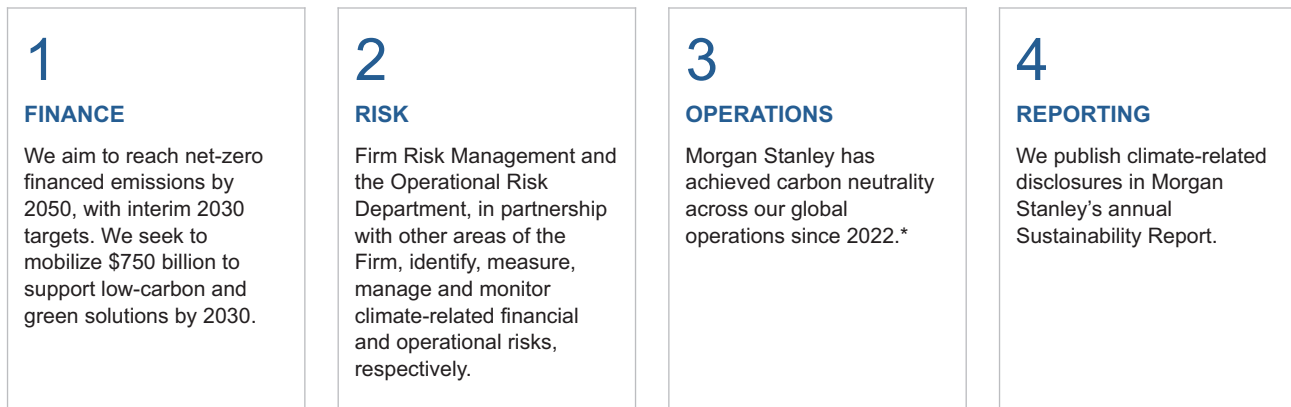 1
FINANCE
We aim to reach net-zero
financed emissions by
2050, with interim 2030
targets. We seek to
mobilize $750 billion to
support low-carbon and
green solutions by 2030.
2
RISK
Firm Risk Management and
the Operational Risk
Department, in partnership
with other areas of the
Firm, identify, measure,
manage and monitor
climate-related financial
and operational risks,
respectively.
3
OPERATIONS
Morgan Stanley has
achieved carbon neutrality
across our global
operations since 2022.*
4
REPORTING
We publish climate-related
disclosures in Morgan
Stanley’s annual
Sustainability Report.